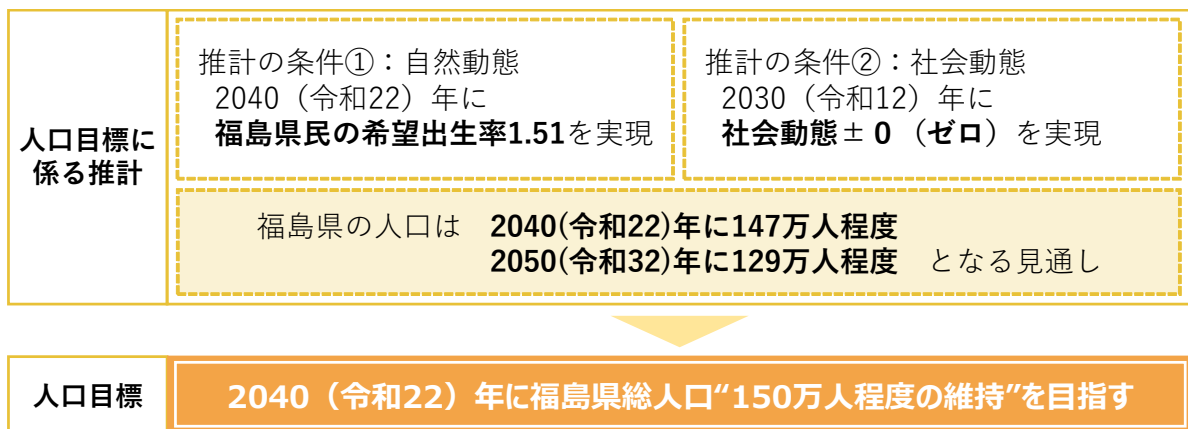 人口目標に
係る推計
推計の条件①：自然動態
2040（令和22）年に
福島県民の希望出生率1.51を実現
推計の条件②：社会動態
2030（令和12）年に
社会動態±０（ゼロ）を実現
福島県の人口は　2040(令和22)年に147万人程度
2050(令和32)年に129万人程度　となる見通し
人口目標
2040（令和22）年に福島県総人口“150万人程度の維持”を目指す